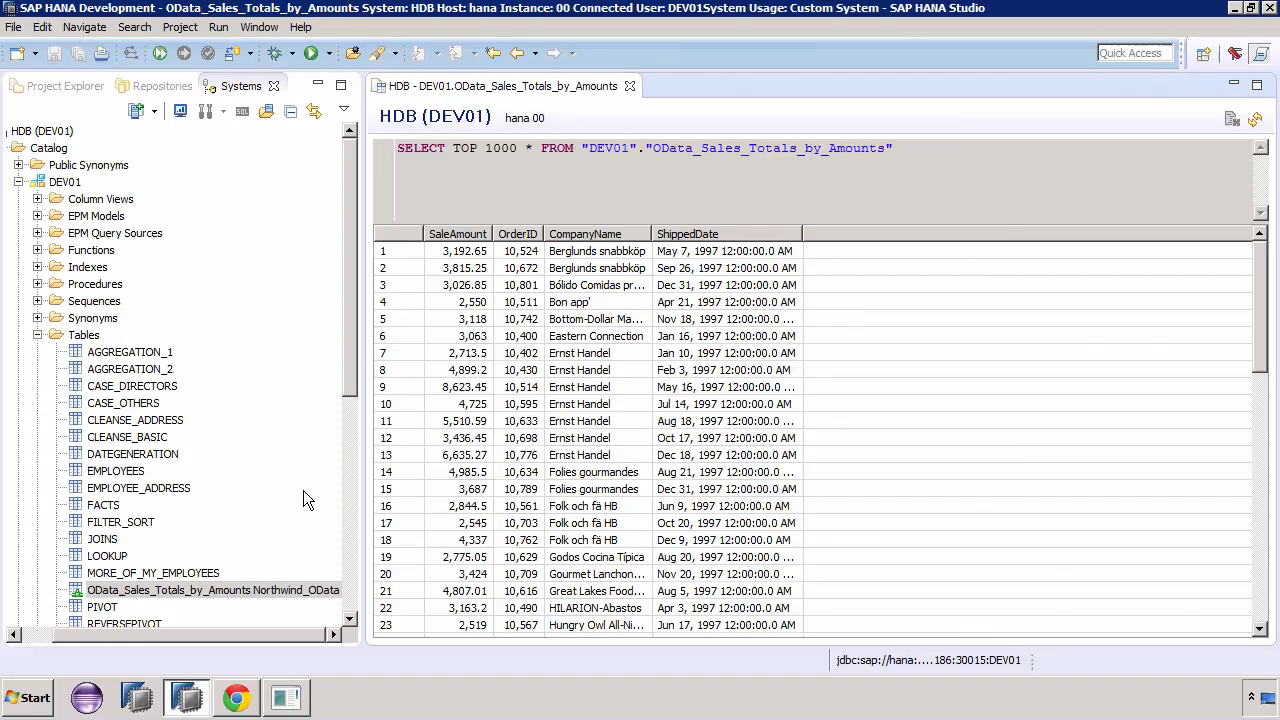 SAP HANA Development - OData_Sales_Totals_by_Amounts System: HDB Host: hana Instance: 00 Connected User: DEV01System Usage: Custom System - SAP HANA Studio
File Edit Navigate Search Project Run Window Help
Quick Access
Project Explorer Repositories Systems
HDB - DEV01.OData_Sales_Totals_by_Amounts
SQL
HDB (DEV01) hana 00
SELECT TOP 1000 * FROM "DEV01"."OData_Sales_Totals_by_Amounts"
HDB (DEV01)
Catalog
Public Synonyms
DEV01
Column Views
EPM Models
EPM Query Sources
Functions
Indexes
Procedures
Sequences
Synonyms
Tables
AGGREGATION_1
AGGREGATION_2
CASE_DIRECTORS
CASE_OTHERS
CLEANSE_ADDRESS
CLEANSE_BASIC
DATEGENERATION
EMPLOYEES
EMPLOYEE_ADDRESS
FACTS
FILTER_SORT
JOINS
LOOKUP
MORE_OF_MY_EMPLOYEES
OData_Sales_Totals_by_Amounts Northwind_OData
PIVOT
REVERSEPIVOT
SaleAmount OrderID CompanyName ShippedDate
1 3,192.65 10,524 Berglunds snabbköp May 7, 1997 12:00:00.0 AM
2 3,815.25 10,672 Berglunds snabbköp Sep 26, 1997 12:00:00.0 AM
3 3,026.85 10,801 Bólido Comidas pr... Dec 31, 1997 12:00:00.0 AM
4 2,550 10,511 Bon app' Apr 21, 1997 12:00:00.0 AM
5 3,118 10,742 Bottom-Dollar Ma... Nov 18, 1997 12:00:00.0 ...
6 3,063 10,400 Eastern Connection Jan 16, 1997 12:00:00.0 AM
7 2,713.5 10,402 Ernst Handel Jan 10, 1997 12:00:00.0 AM
8 4,899.2 10,430 Ernst Handel Feb 3, 1997 12:00:00.0 AM
9 8,623.45 10,514 Ernst Handel May 16, 1997 12:00:00.0 ...
10 4,725 10,595 Ernst Handel Jul 14, 1997 12:00:00.0 AM
11 5,510.59 10,633 Ernst Handel Aug 18, 1997 12:00:00.0 ...
12 3,436.45 10,698 Ernst Handel Oct 17, 1997 12:00:00.0 AM
13 6,635.27 10,776 Ernst Handel Dec 18, 1997 12:00:00.0 AM
14 4,985.5 10,634 Folies gourmandes Aug 21, 1997 12:00:00.0 ...
15 3,687 10,789 Folies gourmandes Dec 31, 1997 12:00:00.0 AM
16 2,844.5 10,561 Folk och fä HB Jun 9, 1997 12:00:00.0 AM
17 2,545 10,703 Folk och fä HB Oct 20, 1997 12:00:00.0 AM
18 4,337 10,762 Folk och fä HB Dec 9, 1997 12:00:00.0 AM
19 2,775.05 10,629 Godos Cocina Típica Aug 20, 1997 12:00:00.0 ...
20 3,424 10,709 Gourmet Lanchon... Nov 20, 1997 12:00:00.0 ...
21 4,807.01 10,616 Great Lakes Food... Aug 5, 1997 12:00:00.0 AM
22 3,163.2 10,490 HILARION-Abastos Apr 3, 1997 12:00:00.0 AM
23 2,519 10,567 Hungry Owl All-Ni... Jun 17, 1997 12:00:00.0 AM
jdbc:sap://hana:....186:30015:DEV01
Start